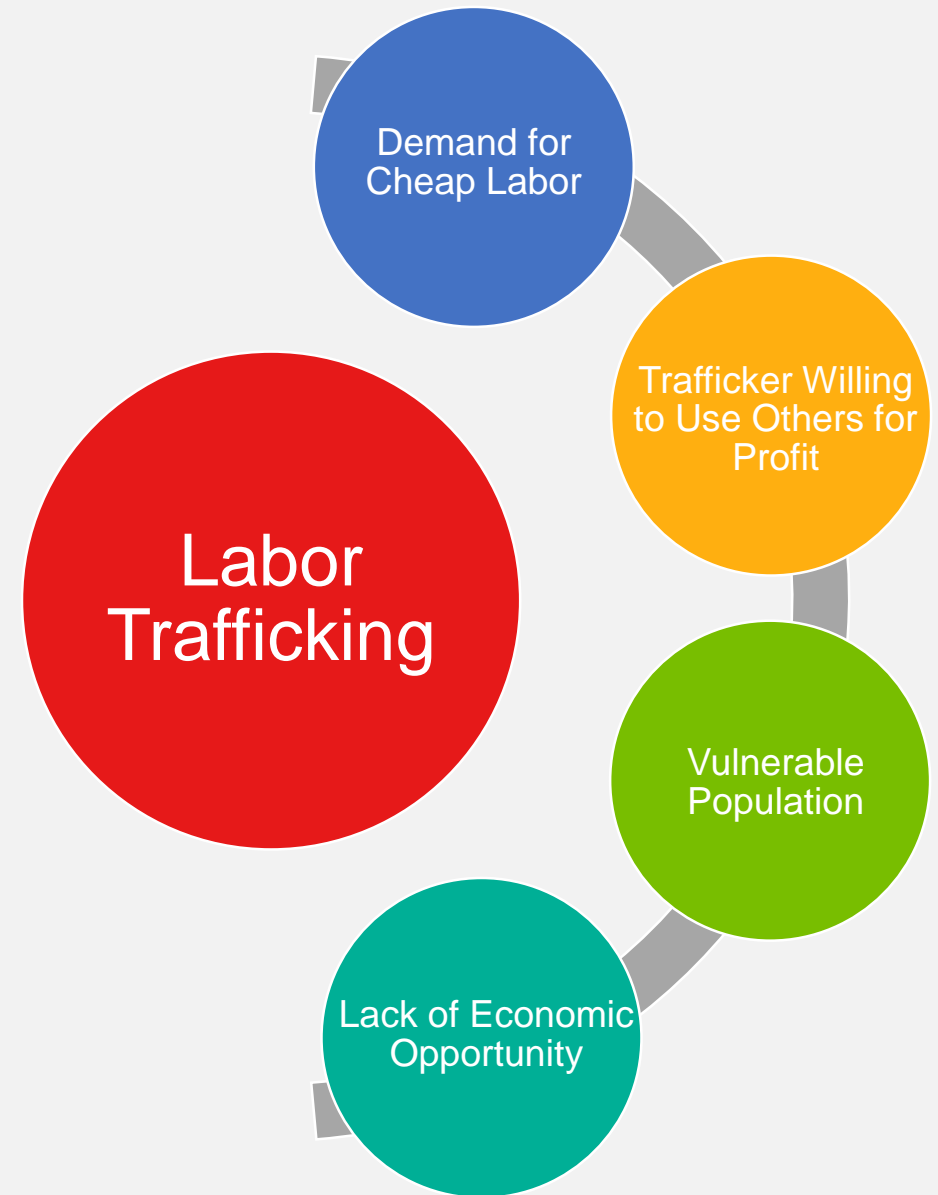 Demand for
Cheap Labor
Trafficker Willing
to Use Others for
Profit
Labor
Trafficking
Vulnerable
Population
Lack of Economic
Opportunity